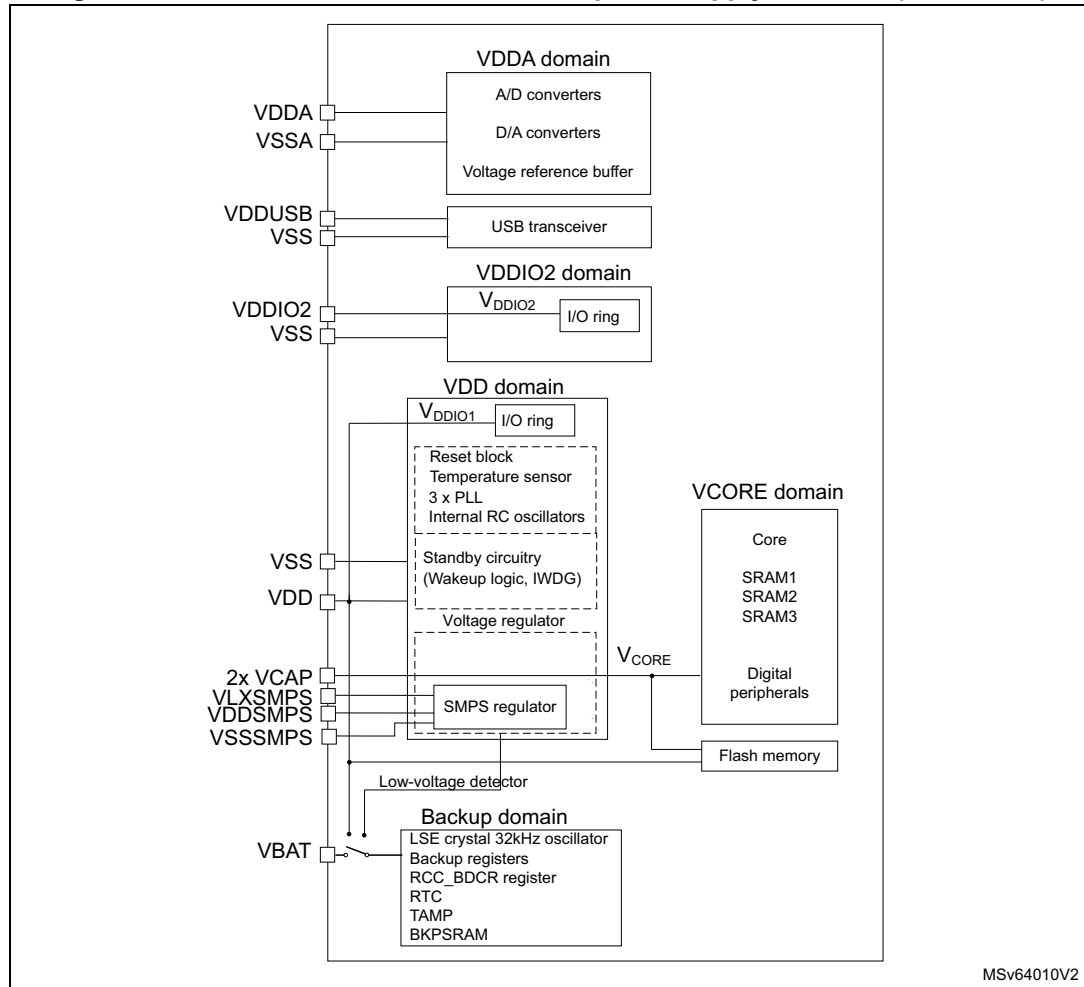 VDDA domain
A/D converters
VDDA
D/A converters
VSSA
Voltage reference buffer
VDDUSB
USB transceiver
VSS
VDDIO2 domain
VDDIO2
VDDIO2
I/O ring
VSS
VDD domain
VDDIO1
I/O ring
Reset block
Temperature sensor
3 x PLL
Internal RC oscillators
VSS
Standby circuitry
(Wakeup logic, IWDG)
VDD
Voltage regulator
VCORE domain
Core
SRAM1
SRAM2
SRAM3
Digital
peripherals
VCORE
2x VCAP
VLXSMPS
SMPS regulator
VDDSMPS
VSSSMPS
Flash memory
Low-voltage detector
Backup domain
VBAT
LSE crystal 32kHz oscillator
Backup registers
RCC_BDCR register
RTC
TAMP
BKPSRAM
MSv64010V2